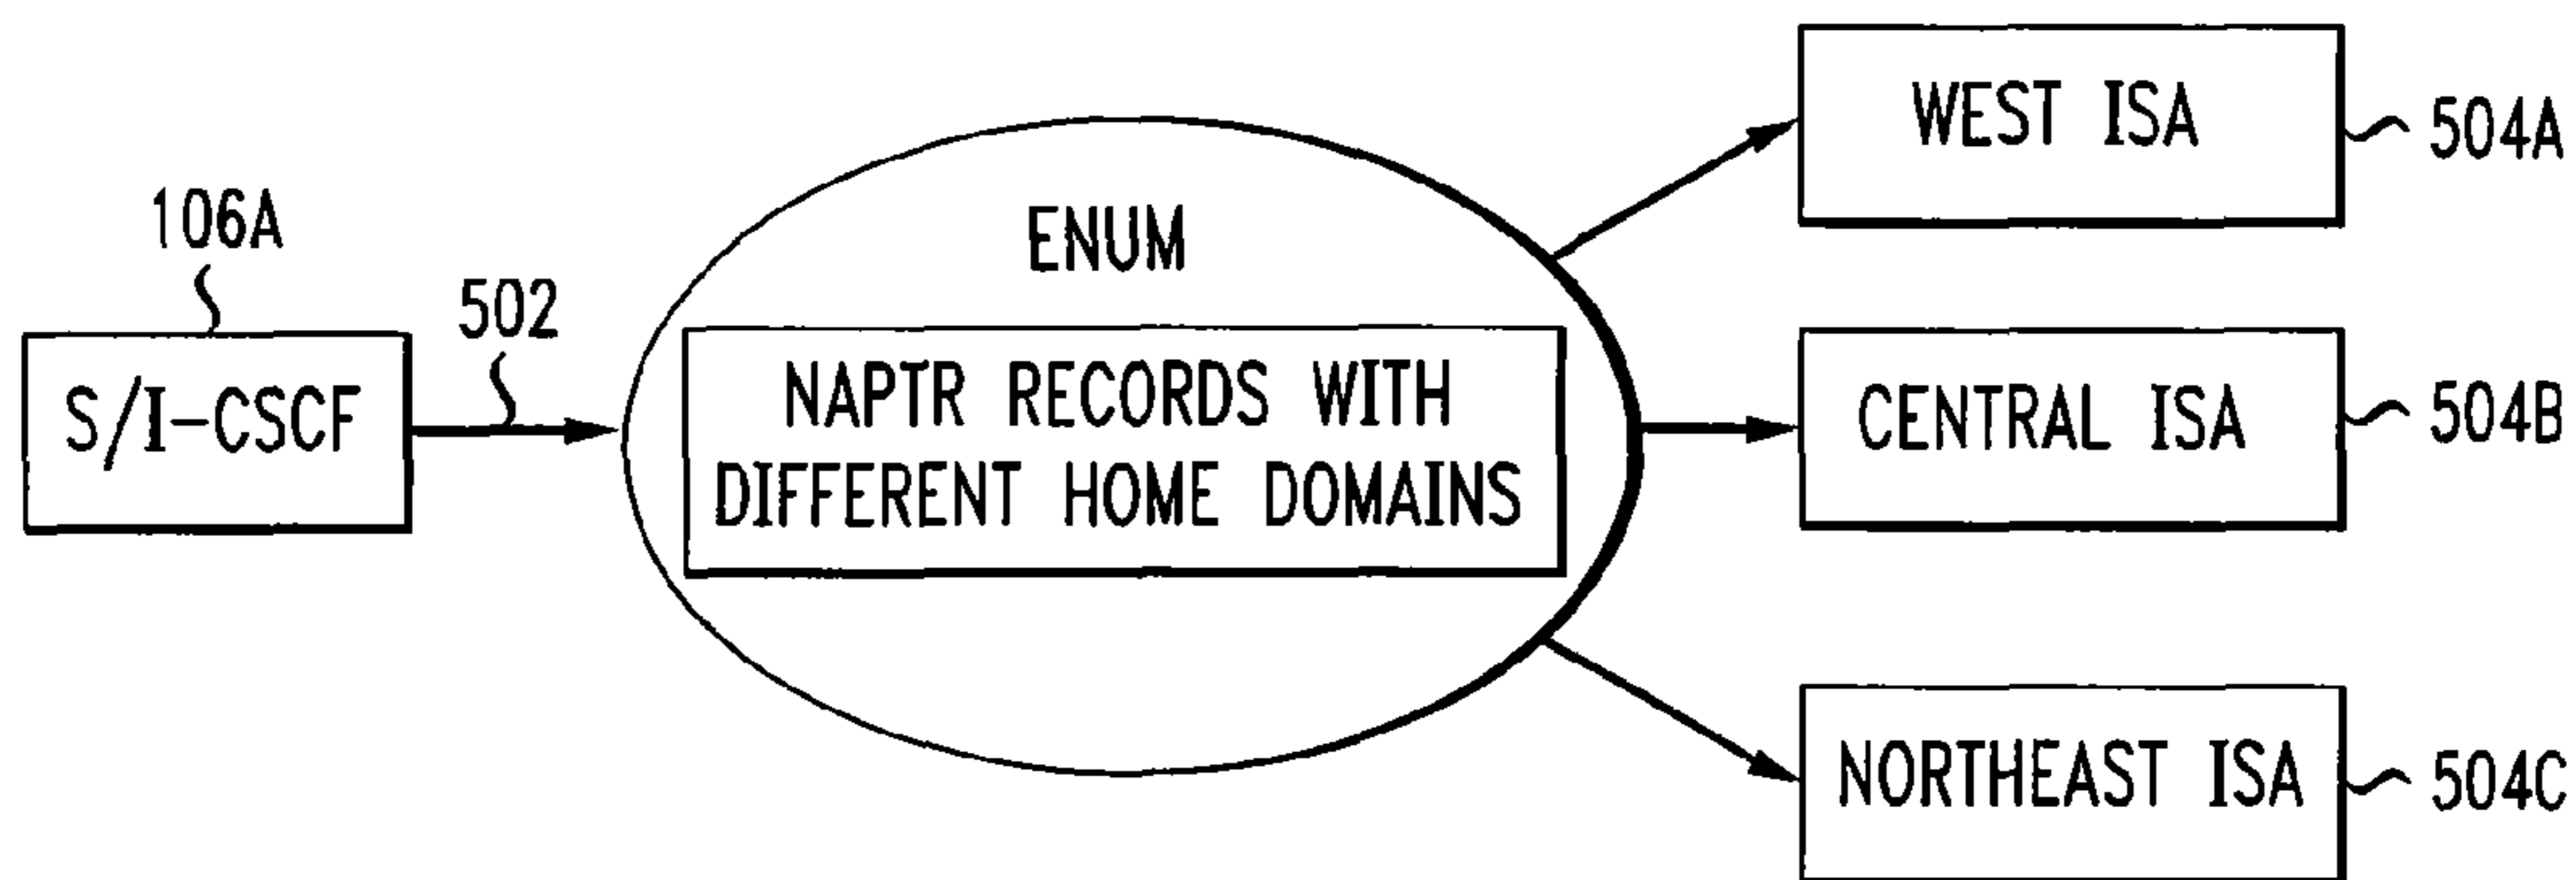 106A
S/I-CSCF
502
ENUM
NAPTR RECORDS WITH
DIFFERENT HOME DOMAINS
WEST ISA
504A
CENTRAL ISA
504B
NORTHEAST ISA
504C